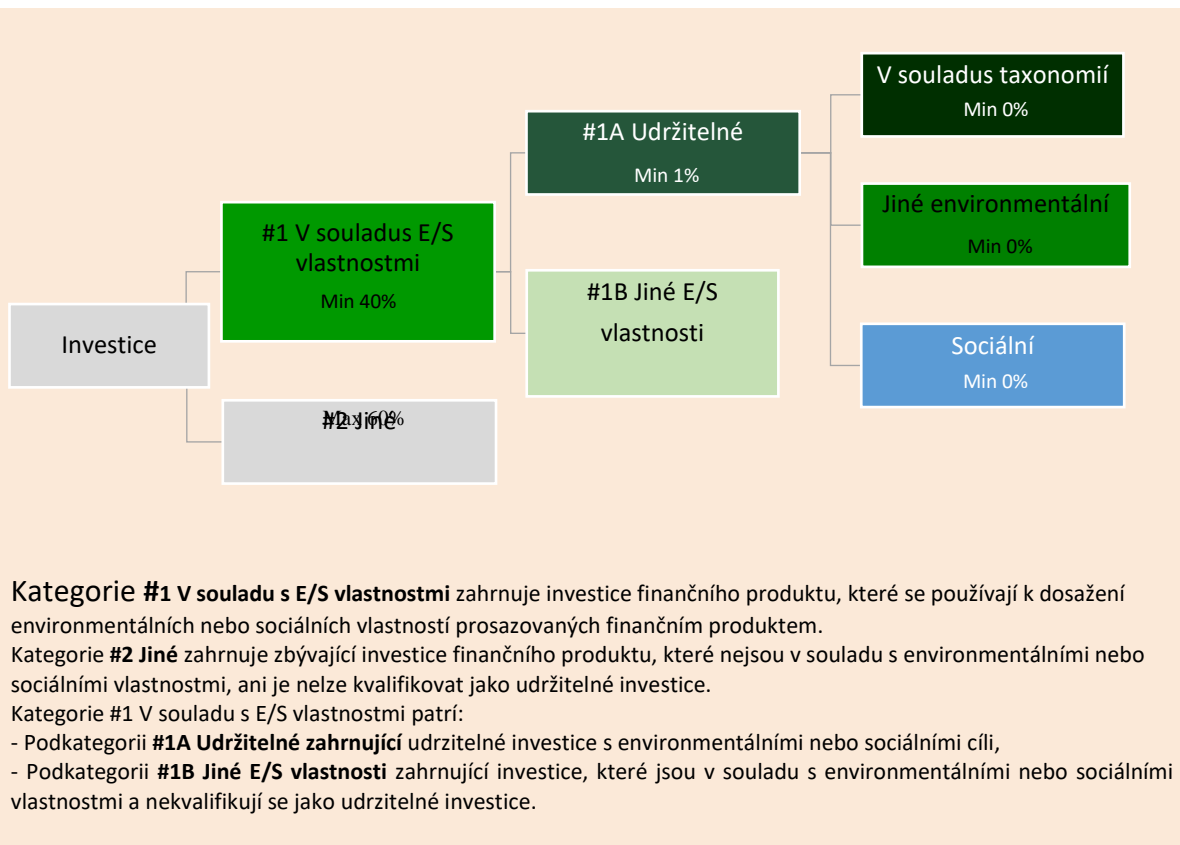 V souladus taxonomií
Min 0%
#1A Udržitelné
Min 1%
Jiné environmentální
Min 0%
#1 V souladus E/S
vlastnostmi
Min 40%
#1B Jiné E/S
vlastnosti
Investice
Sociální
Min 0%
#2 Jiné
Max 60%
Kategorie #1 V souladu s E/S vlastnostmi zahrnuje investice finančního produktu, které se používají k dosažení
environmentálních nebo sociálních vlastností prosazovaných finančním produktem.
Kategorie #2 Jiné zahrnuje zbývající investice finančního produktu, které nejsou v souladu s environmentálními nebo
sociálními vlastnostmi, ani je nelze kvalifikovat jako udržitelné investice.
Kategorie #1 V souladu s E/S vlastnostmi patrí:
- Podkategorii #1A Udržitelné zahrnující udrzitelné investice s environmentálními nebo sociálními cíli,
- Podkategorii #1B Jiné E/S vlastnosti zahrnující investice, které jsou v souladu s environmentálními nebo sociálními
vlastnostmi a nekvalifikují se jako udrzitelné investice.